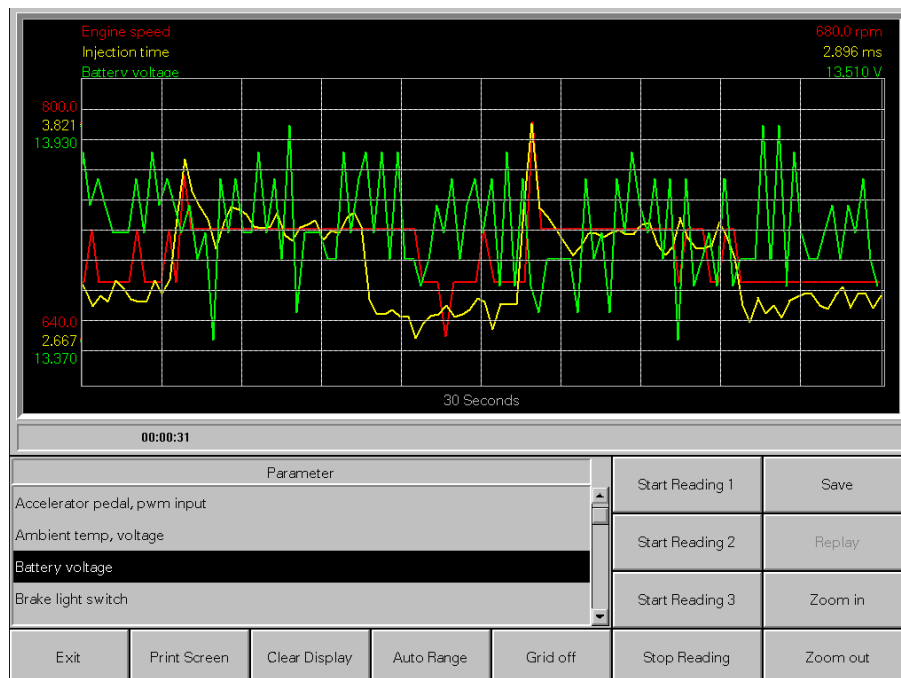 Engine speed 680.0 rpm
Injection time 2.896 ms
Battery voltage 13.510 V
800.0
3.821
13.930
640.0
2.667
13.370
30 Seconds
00:00:31
Parameter
Accelerator pedal, pwm input
Ambient temp, voltage
Battery voltage
Brake light switch
Start Reading 1 Save
Start Reading 2 Replay
Start Reading 3 Zoom in
Exit Print Screen Clear Display Auto Range Grid off Stop Reading Zoom out